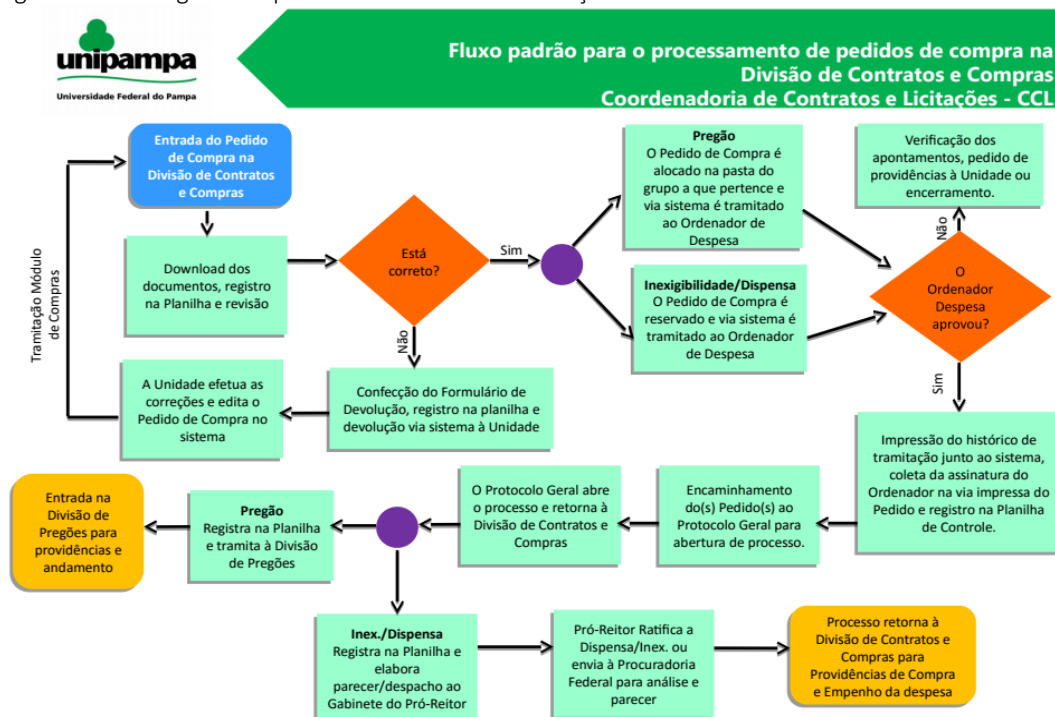 unipampa
Universidade Federal do Pampa
Fluxo padrão para o processamento de pedidos de compra na
Divisão de Contratos e Compras
Coordenadoria de Contratos e Licitações - CCL
Entrada do Pedido
de Compra na
Divisão de Contratos
e Compras
Download dos
documentos, registro
na Planilha e revisão
Está
correto?
Sim
Não
Pregão
O Pedido de Compra é
alocado na pasta do
grupo a que pertence e
via sistema é tramitado
ao Ordenador de
Despesa
Inexigibilidade/Dispensa
O Pedido de Compra é
reservado e via sistema é
tramitado ao Ordenador
de Despesa
Verificação dos
apontamentos, pedido de
providências à Unidade ou
encerramento.
Não
O
Ordenador
Despesa
aprovou?
Sim
Tramitação Módulo
de Compras
A Unidade efetua as
correções e edita o
Pedido de Compra no
sistema
Confecção do Formulário de
Devolução, registro na planilha e
devolução via sistema à Unidade
Impressão do histórico de
tramitação junto ao sistema,
coleta da assinatura do
Ordenador na via impressa do
Pedido e registro na Planilha
de Controle.
Encaminhamento
do(s) Pedido(s) ao
Protocolo Geral para
abertura de processo.
O Protocolo Geral abre
o processo e retorna à
Divisão de Contratos e
Compras
Pregão
Registra na Planilha
e tramita à Divisão
de Pregões
Entrada na
Divisão de
Pregões para
providências e
andamento
Inex./Dispensa
Registra na Planilha e
elabora
parecer/despacho ao
Gabinete do Pró-Reitor
Pró-Reitor Ratifica a
Dispensa/Inex. ou
envia à Procuradoria
Federal para análise e
parecer
Processo retorna à
Divisão de Contratos e
Compras para
Providências de Compra
e Empenho da despesa